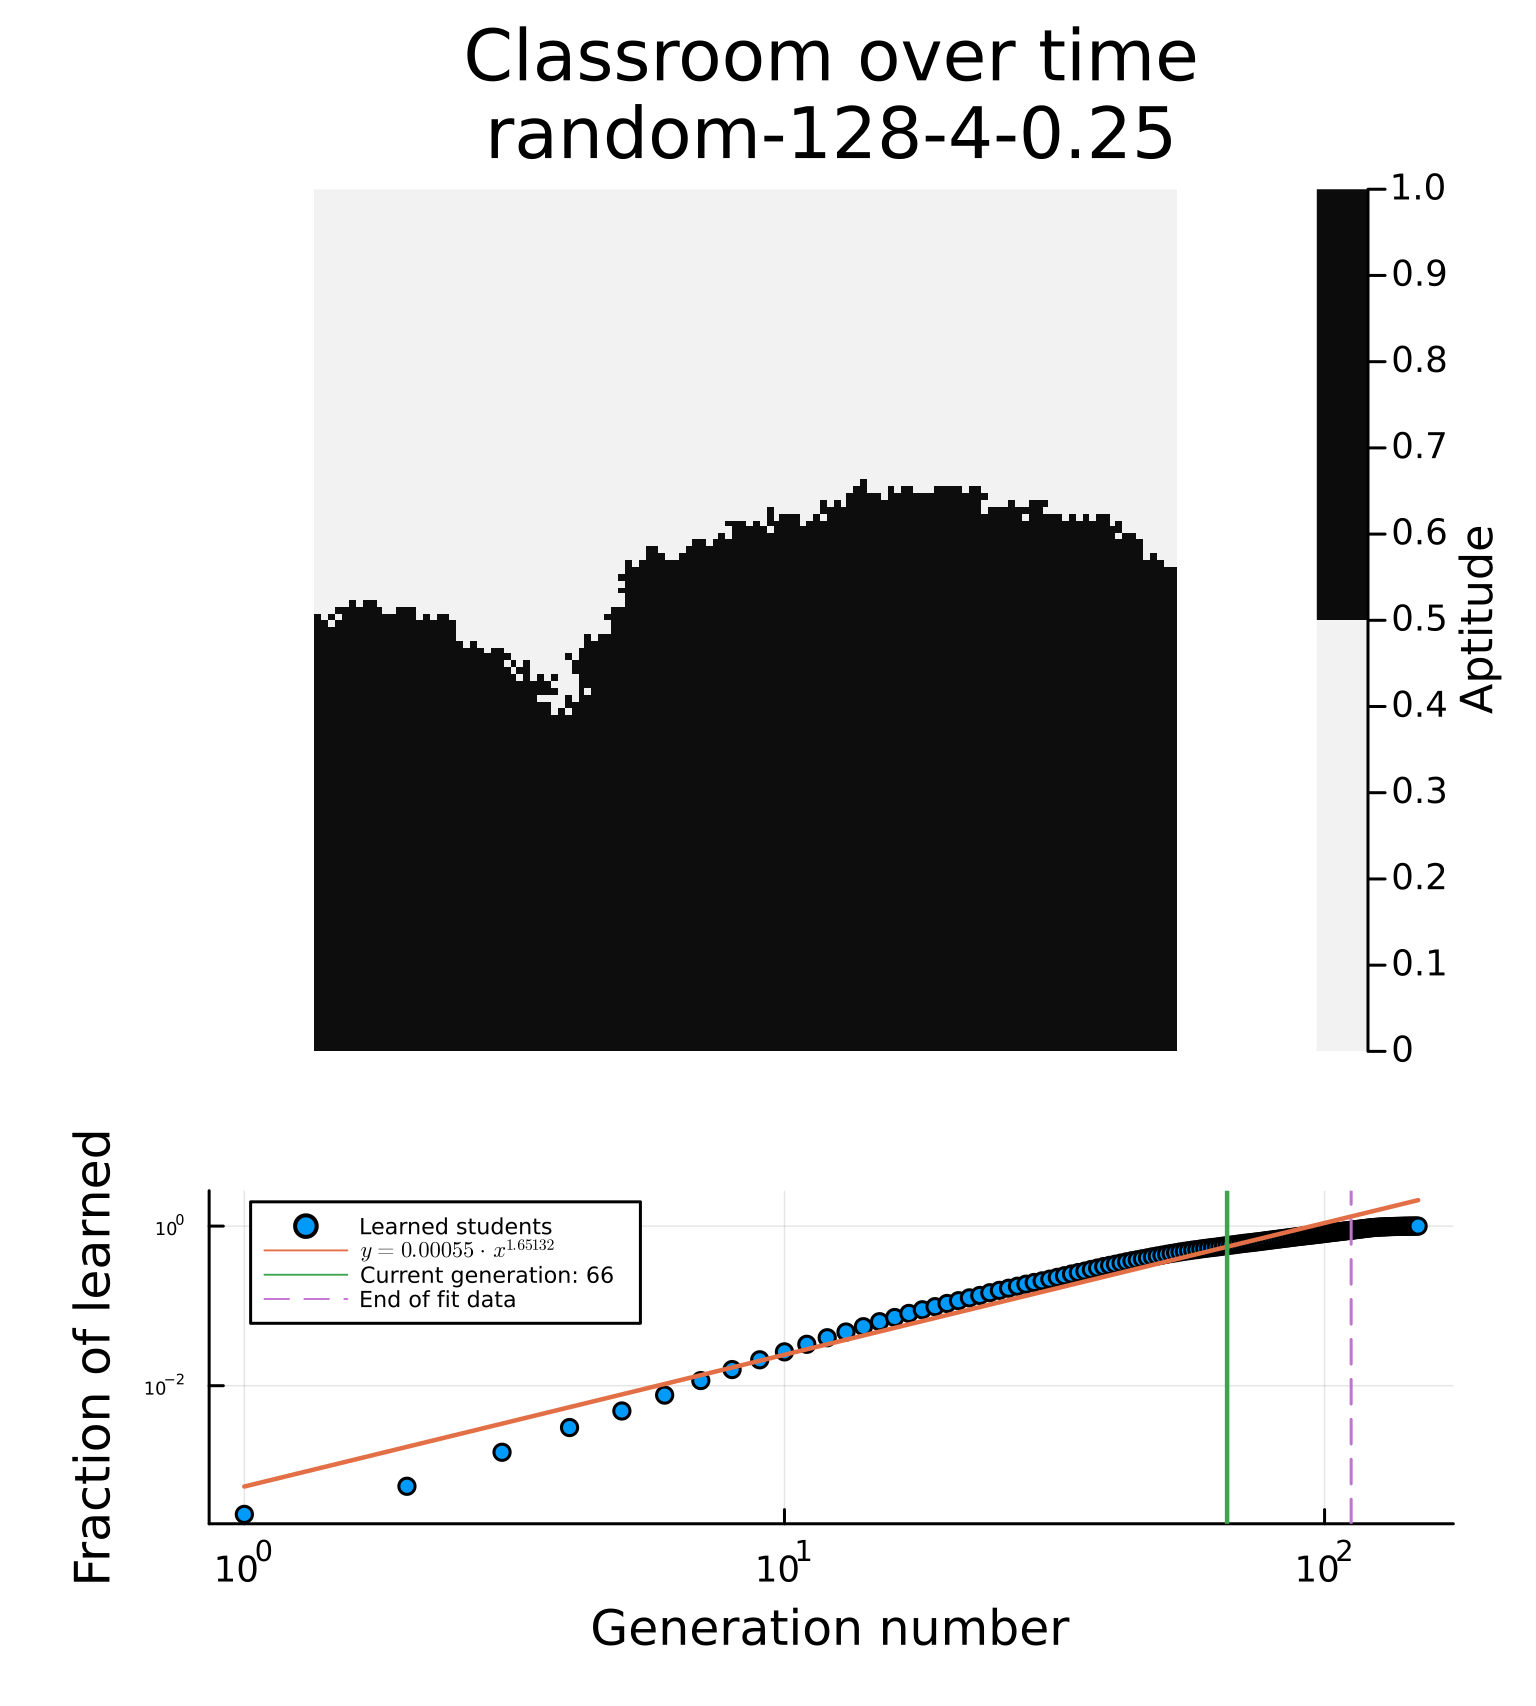 Classroom over time
random-128-4-0.25
1.0
0.9
0.8
0.7
0.6
0.5
0.4
0.3
0.2
0.1
0
Aptitude
Fraction of learned
10⁰
10⁻²
Learned students
y = 0.00055 · x^1.65132
Current generation: 66
End of fit data
10⁰
10¹
10²
Generation number